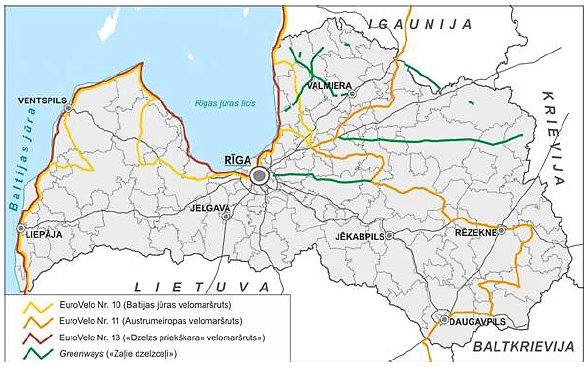 IGAUNIJA
VALMIERA
VENTSPILS
Rīgas jūras līcis
Baltijas jūra
KRIEVIJA
RĪGA
JELGAVA
LIEPĀJA
JĒKABPILS
RĒZEKNE
LIETUVA
EuroVelo Nr. 10 (Baltijas jūras velomaršruts)
EuroVelo Nr. 11 (Austrumeiropas velomaršruts)
EuroVelo Nr. 13 («Dzelzs priekškara» velomaršruts»)
Greenways («Zaļie dzelzceļi»)
DAUGAVPILS
BALTKRIEVIJA